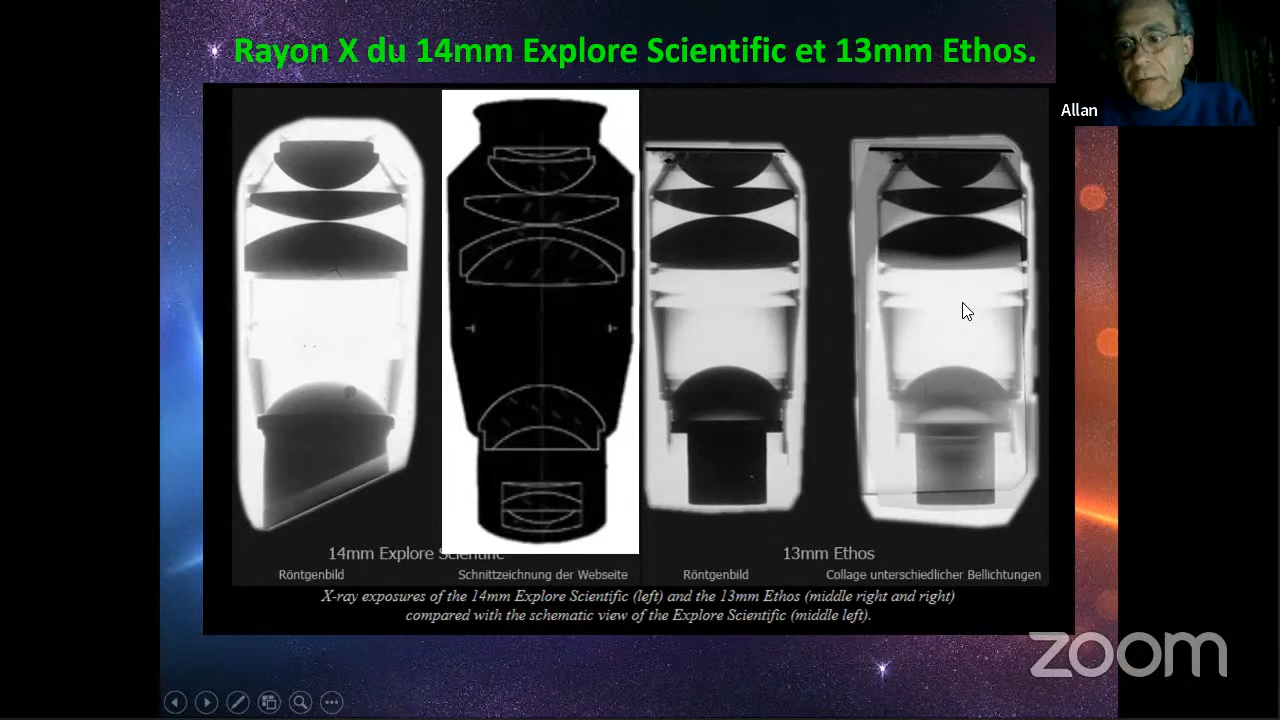 Rayon X du 14mm Explore Scientific et 13mm Ethos.
Allan
14mm Explore Scientific
13mm Ethos
Röntgenbild
Schnittzeichnung der Webseite
Röntgenbild
Collage unterschiedlicher Bellichtungen
X-ray exposures of the 14mm Explore Scientific (left) and the 13mm Ethos (middle right and right)
compared with the schematic view of the Explore Scientific (middle left).
zoom